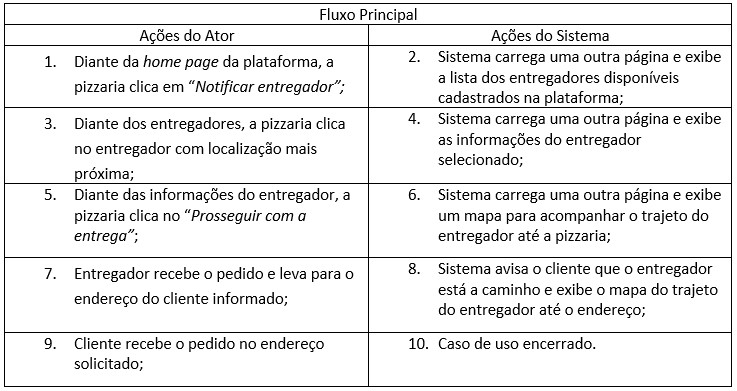 Fluxo Principal
Ações do Ator
Ações do Sistema
1. Diante da home page da plataforma, a
pizzaria clica em “Notificar entregador”;
2. Sistema carrega uma outra página e exibe
a lista dos entregadores disponíveis
cadastrados na plataforma;
3. Diante dos entregadores, a pizzaria clica
no entregador com localização mais
próxima;
4. Sistema carrega uma outra página e exibe
as informações do entregador
selecionado;
5. Diante das informações do entregador, a
pizzaria clica no “Prosseguir com a
entrega”;
6. Sistema carrega uma outra página e exibe
um mapa para acompanhar o trajeto do
entregador até a pizzaria;
7. Entregador recebe o pedido e leva para o
endereço do cliente informado;
8. Sistema avisa o cliente que o entregador
está a caminho e exibe o mapa do trajeto
do entregador até o endereço;
9. Cliente recebe o pedido no endereço
solicitado;
10. Caso de uso encerrado.